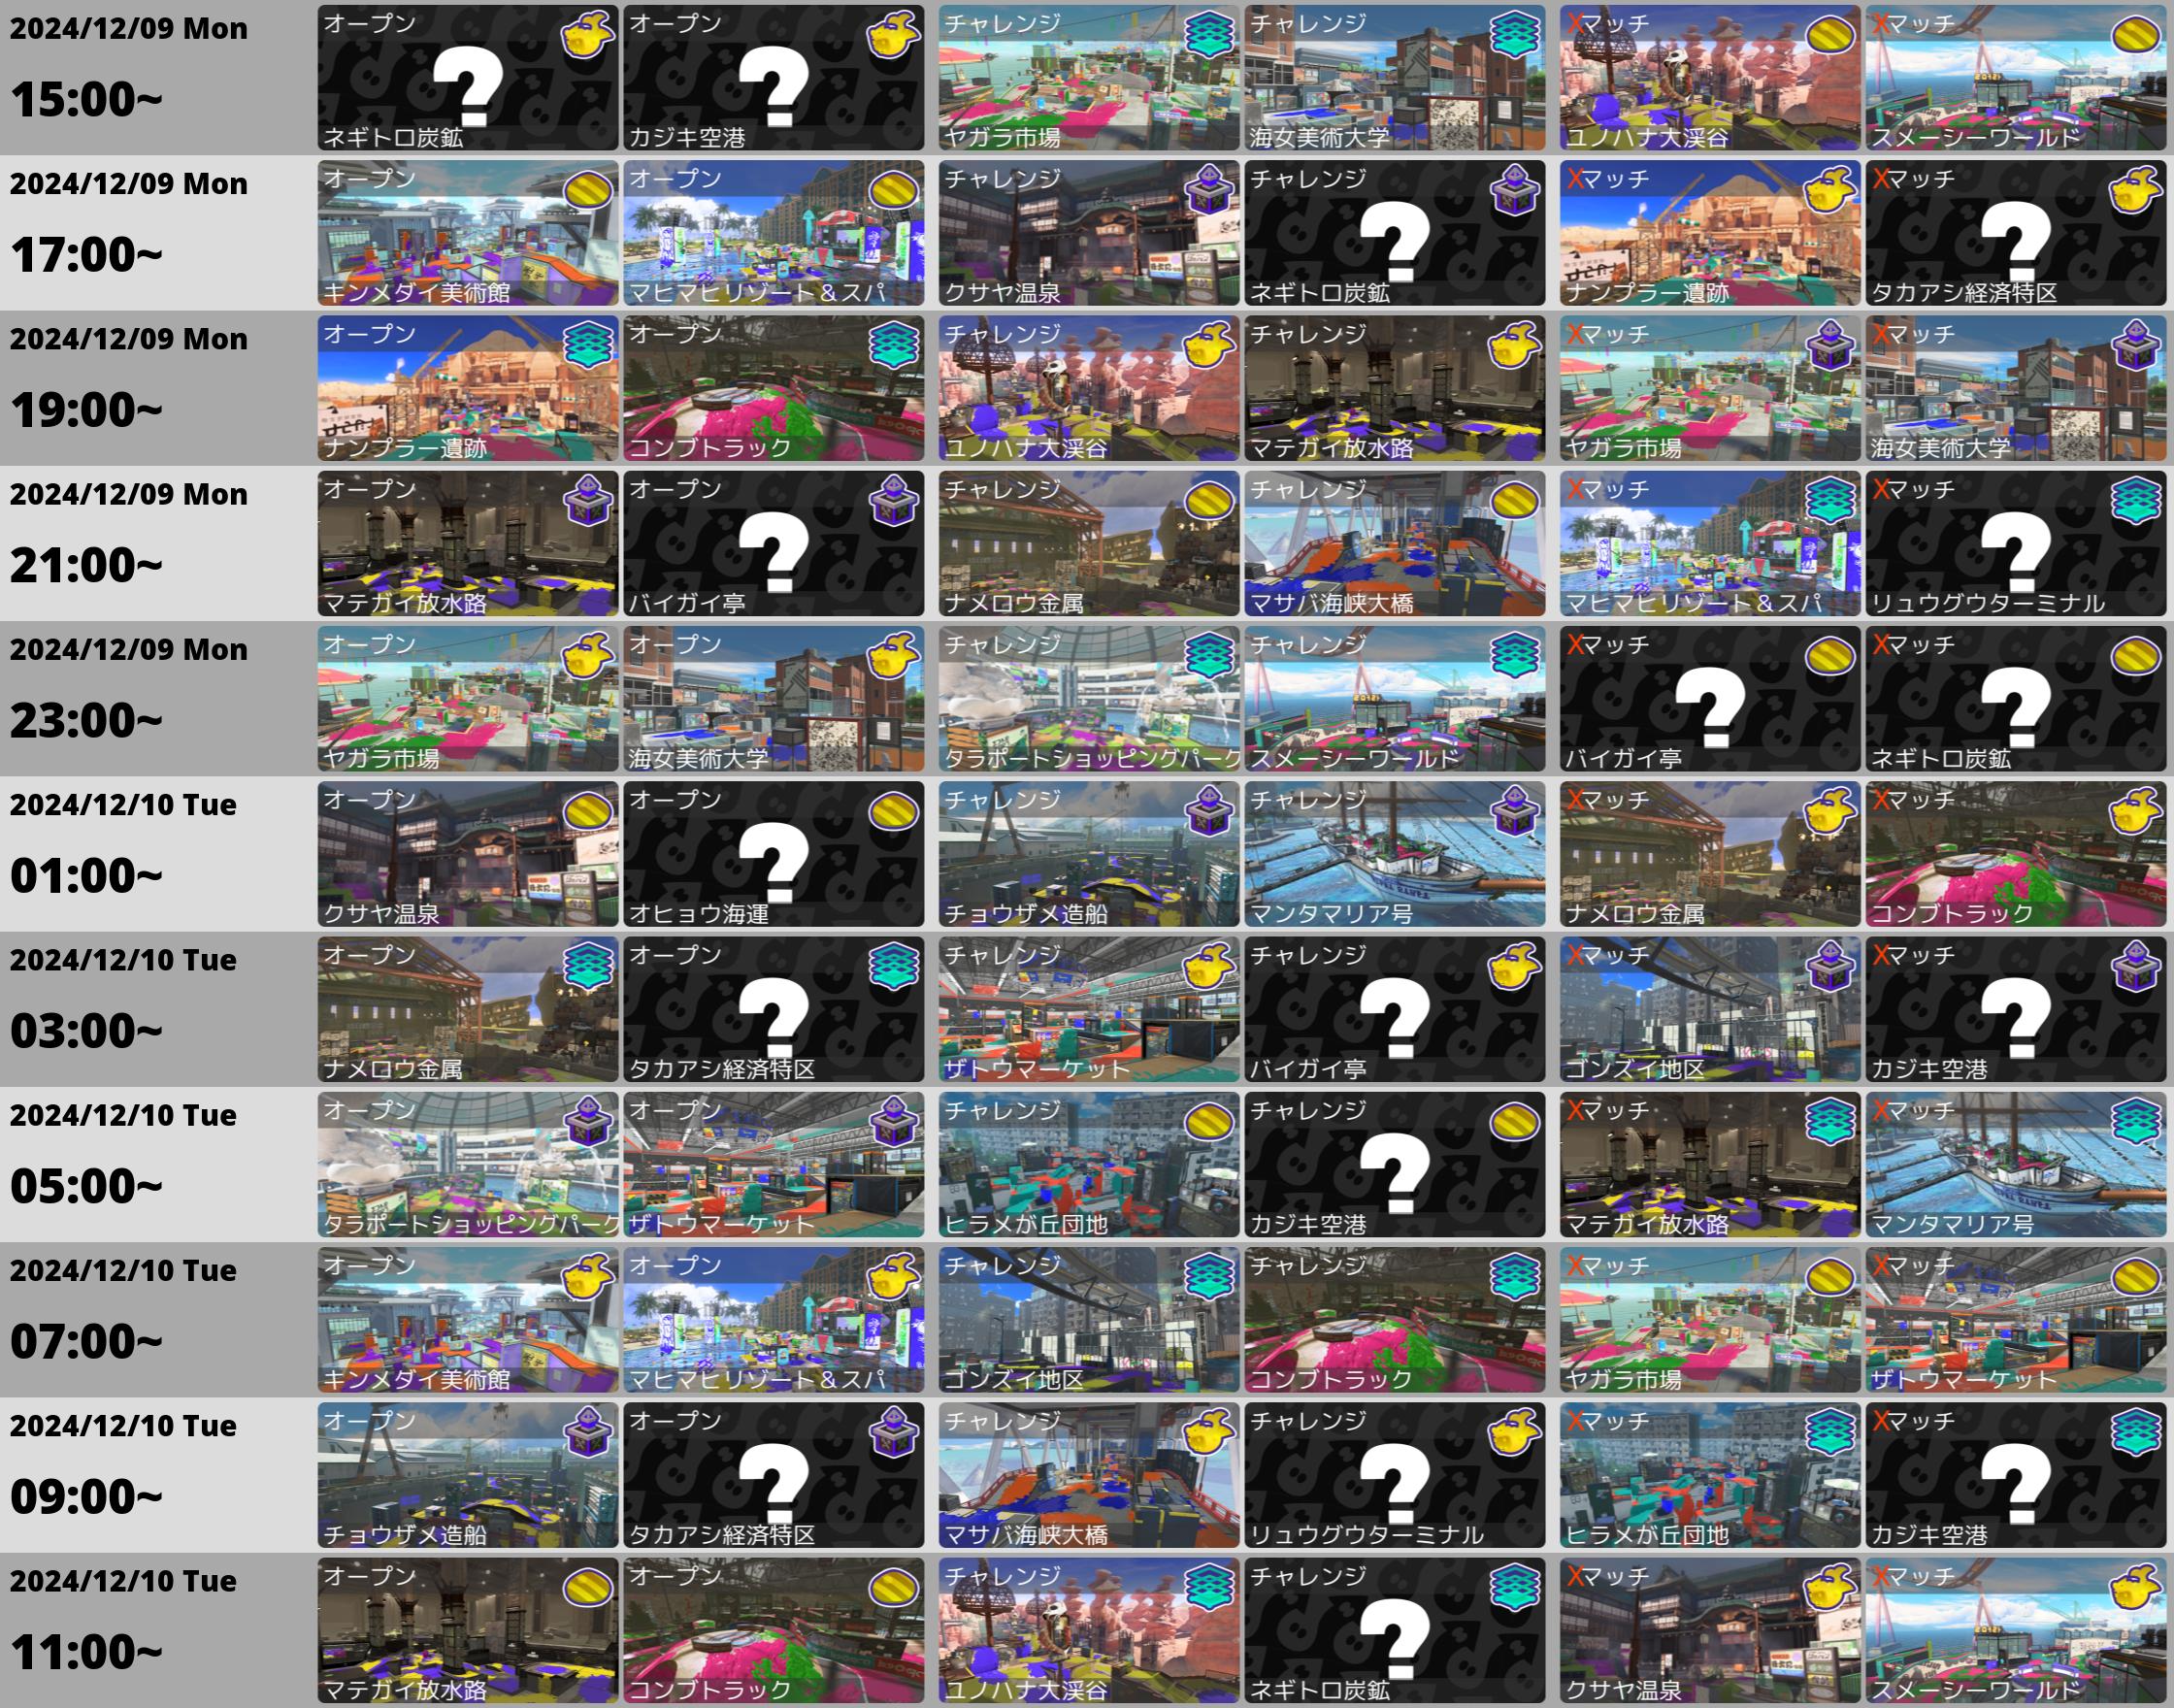 2024/12/09 Mon
15:00~
オープン
ネギトロ炭鉱
オープン
カジキ空港
チャレンジ
ヤガラ市場
チャレンジ
海女美術大学
Xマッチ
ユノハナ大渓谷
Xマッチ
スメーシーワールド
2024/12/09 Mon
17:00~
オープン
キンメダイ美術館
オープン
マヒマヒリゾート＆スパ
チャレンジ
クサヤ温泉
チャレンジ
ネギトロ炭鉱
Xマッチ
ナンプラー遺跡
Xマッチ
タカアシ経済特区
2024/12/09 Mon
19:00~
オープン
ナンプラー遺跡
オープン
コンブトラック
チャレンジ
ユノハナ大渓谷
チャレンジ
マテガイ放水路
Xマッチ
ヤガラ市場
Xマッチ
海女美術大学
2024/12/09 Mon
21:00~
オープン
マテガイ放水路
オープン
バイガイ亭
チャレンジ
ナメロウ金属
チャレンジ
マサバ海峡大橋
Xマッチ
マヒマヒリゾート＆スパ
Xマッチ
リュウグウターミナル
2024/12/09 Mon
23:00~
オープン
ヤガラ市場
オープン
海女美術大学
チャレンジ
タラポートショッピングパーク
チャレンジ
スメーシーワールド
Xマッチ
バイガイ亭
Xマッチ
ネギトロ炭鉱
2024/12/10 Tue
01:00~
オープン
クサヤ温泉
オープン
オヒョウ海運
チャレンジ
チョウザメ造船
チャレンジ
マンタマリア号
Xマッチ
ナメロウ金属
Xマッチ
コンブトラック
2024/12/10 Tue
03:00~
オープン
ナメロウ金属
オープン
タカアシ経済特区
チャレンジ
ザトウマーケット
チャレンジ
バイガイ亭
Xマッチ
ゴンズイ地区
Xマッチ
カジキ空港
2024/12/10 Tue
05:00~
オープン
タラポートショッピングパーク
オープン
ザトウマーケット
チャレンジ
ヒラメが丘団地
チャレンジ
カジキ空港
Xマッチ
マテガイ放水路
Xマッチ
マンタマリア号
2024/12/10 Tue
07:00~
オープン
キンメダイ美術館
オープン
マヒマヒリゾート＆スパ
チャレンジ
ゴンズイ地区
チャレンジ
コンブトラック
Xマッチ
ヤガラ市場
Xマッチ
ザトウマーケット
2024/12/10 Tue
09:00~
オープン
チョウザメ造船
オープン
タカアシ経済特区
チャレンジ
マサバ海峡大橋
チャレンジ
リュウグウターミナル
Xマッチ
ヒラメが丘団地
Xマッチ
カジキ空港
2024/12/10 Tue
11:00~
オープン
マテガイ放水路
オープン
コンブトラック
チャレンジ
ユノハナ大渓谷
チャレンジ
ネギトロ炭鉱
Xマッチ
クサヤ温泉
Xマッチ
スメーシーワールド